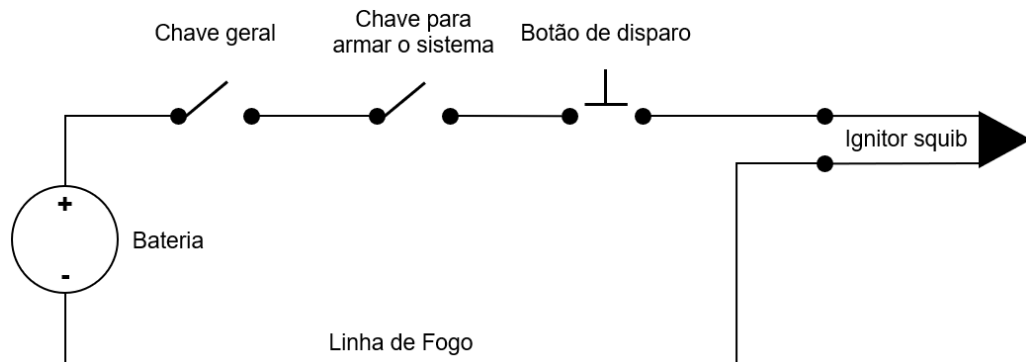 Chave geral
Chave para
armar o sistema
Botão de disparo
Ignitor squib
+
Bateria
-
Linha de Fogo